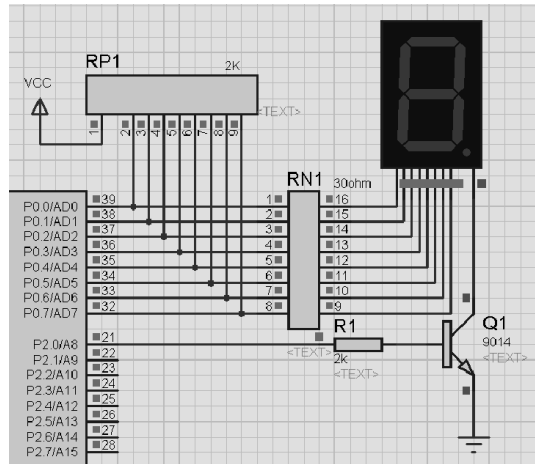 RP1
2K
VCC
<TEXT>
1
2
3
4
5
6
7
8
9
RN1
30ohm
P0.0/AD0 39 1 16
P0.1/AD1 38 2 15
P0.2/AD2 37 3 14
P0.3/AD3 36 4 13
P0.4/AD4 35 5 12
P0.5/AD5 34 6 11
P0.6/AD6 33 7 10
P0.7/AD7 32 8 9
P2.0/A8 21
P2.1/A9 22
P2.2/A10 23
P2.3/A11 24
P2.4/A12 25
P2.5/A13 26
P2.6/A14 27
P2.7/A15 28
<TEXT>
R1
2k
<TEXT>
Q1
9014
<TEXT>